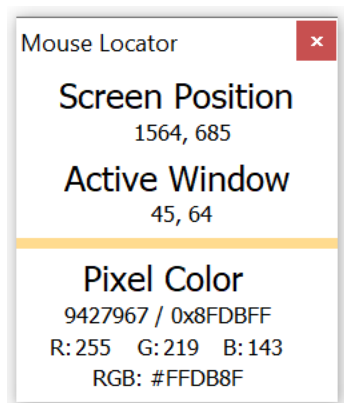 Mouse Locator
Screen Position
1564, 685
Active Window
45, 64
Pixel Color
9427967 / 0x8FDBFF
R: 255 G: 219 B: 143
RGB: #FFDB8F